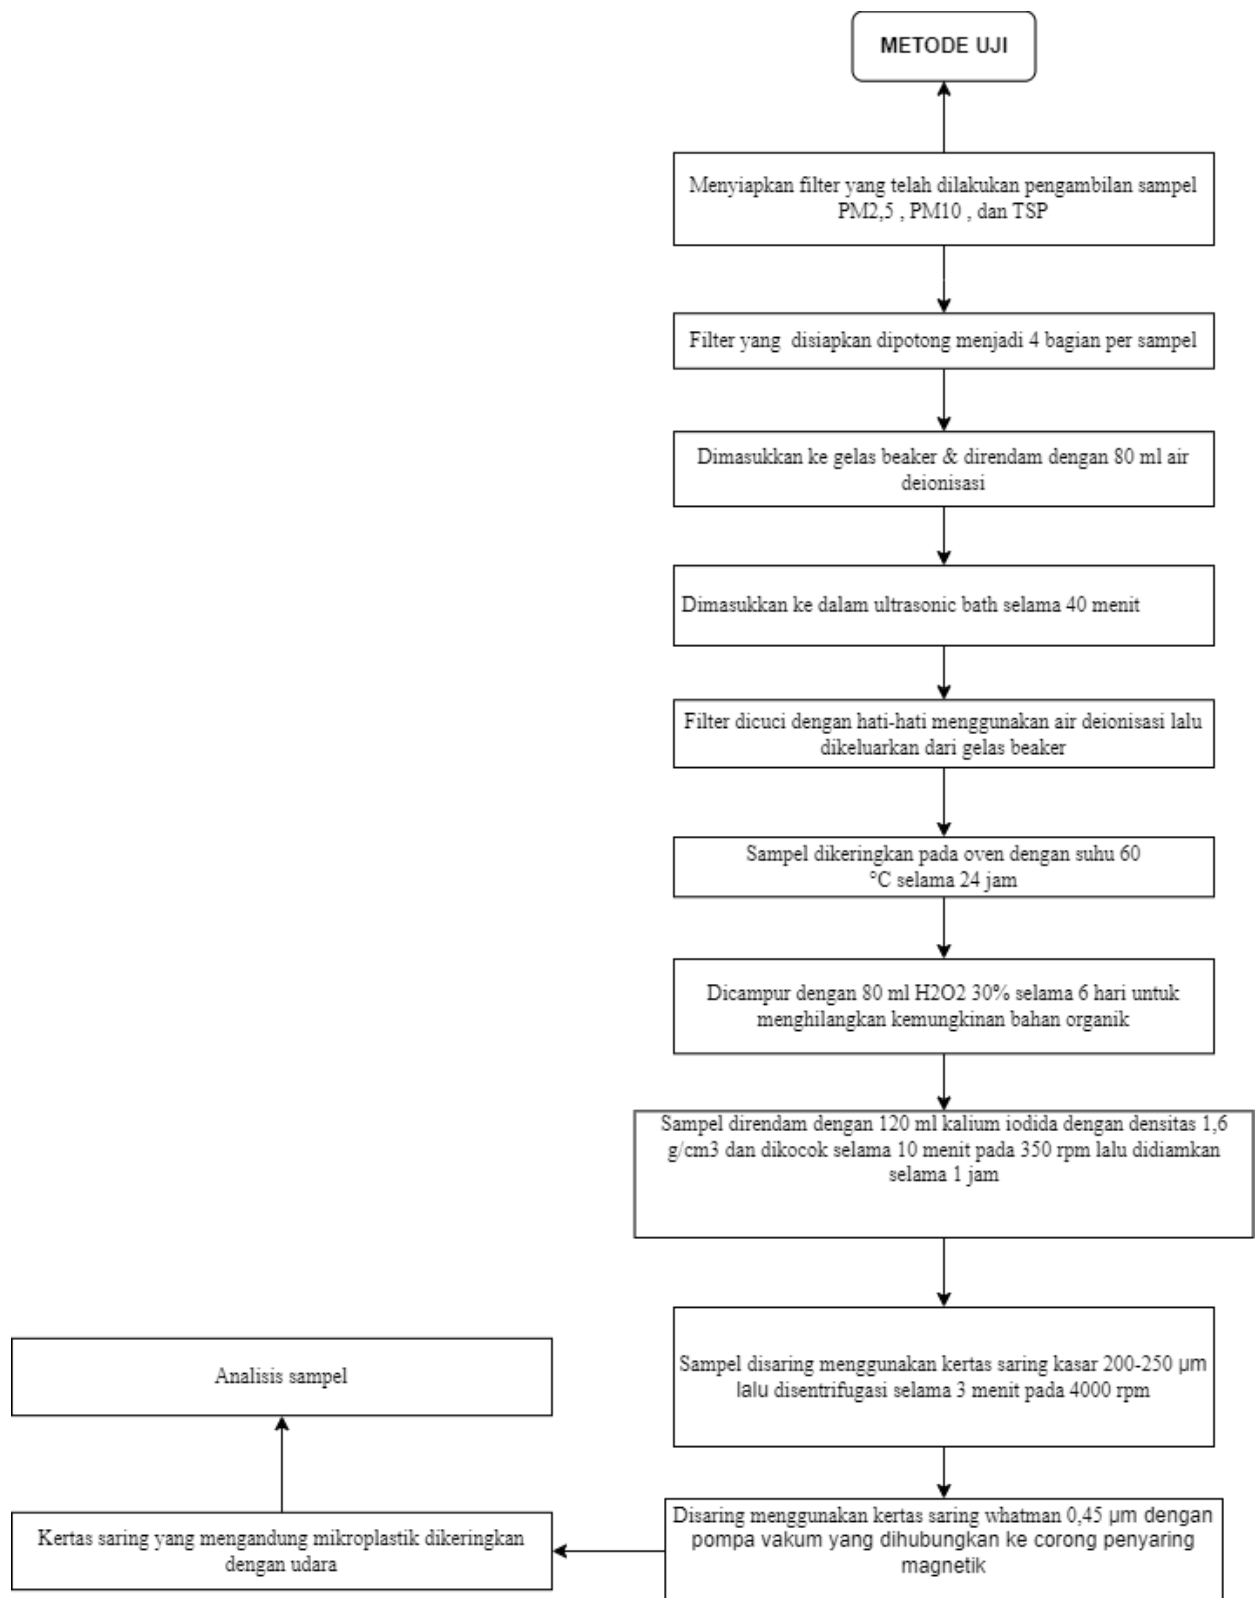 METODE UJI
Menyiapkan filter yang telah dilakukan pengambilan sampel
PM2,5 , PM10 , dan TSP
Filter yang disiapkan dipotong menjadi 4 bagian per sampel
Dimasukkan ke gelas beaker & direndam dengan 80 ml air
deionisasi
Dimasukkan ke dalam ultrasonic bath selama 40 menit
Filter dicuci dengan hati-hati menggunakan air deionisasi lalu
dikeluarkan dari gelas beaker
Sampel dikeringkan pada oven dengan suhu 60
°C selama 24 jam
Dicampur dengan 80 ml H2O2 30% selama 6 hari untuk
menghilangkan kemungkinan bahan organik
Sampel direndam dengan 120 ml kalium iodida dengan densitas 1,6
g/cm3 dan dikocok selama 10 menit pada 350 rpm lalu didiamkan
selama 1 jam
Sampel disaring menggunakan kertas saring kasar 200-250 µm
lalu disentrifugasi selama 3 menit pada 4000 rpm
Disaring menggunakan kertas saring whatman 0,45 µm dengan
pompa vakum yang dihubungkan ke corong penyaring
magnetik
Kertas saring yang mengandung mikroplastik dikeringkan
dengan udara
Analisis sampel